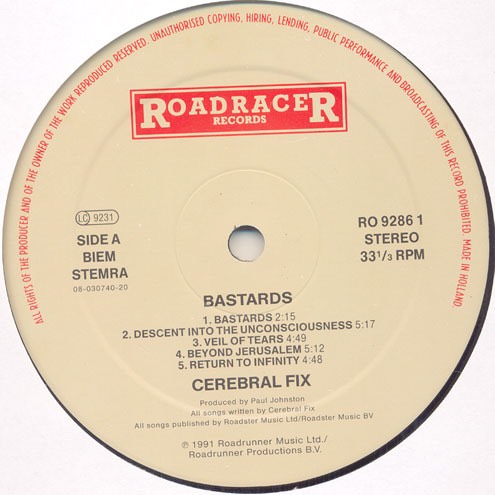 ALL RIGHTS OF THE PRODUCER AND OF THE OWNER OF THE WORK REPRODUCED RESERVED. UNAUTHORISED COPYING, HIRING, LENDING, PUBLIC PERFORMANCE AND BROADCASTING OF THIS RECORD PROHIBITED. MADE IN HOLLAND
ROADRACER
RECORDS
LC 9231
SIDE A
BIEM
STEMRA
08-030740-20
RO 9286 1
STEREO
33 1/3 RPM
BASTARDS
1. BASTARDS 2:15
2. DESCENT INTO THE UNCONSCIOUSNESS 5:17
3. VEIL OF TEARS 4:49
4. BEYOND JERUSALEM 5:12
5. RETURN TO INFINITY 4:48
CEREBRAL FIX
Produced by Paul Johnston
All songs written by Cerebral Fix
All songs published by Roadster Music Ltd/Roadster Music BV
℗ 1991 Roadrunner Music Ltd./
Roadrunner Productions B.V.